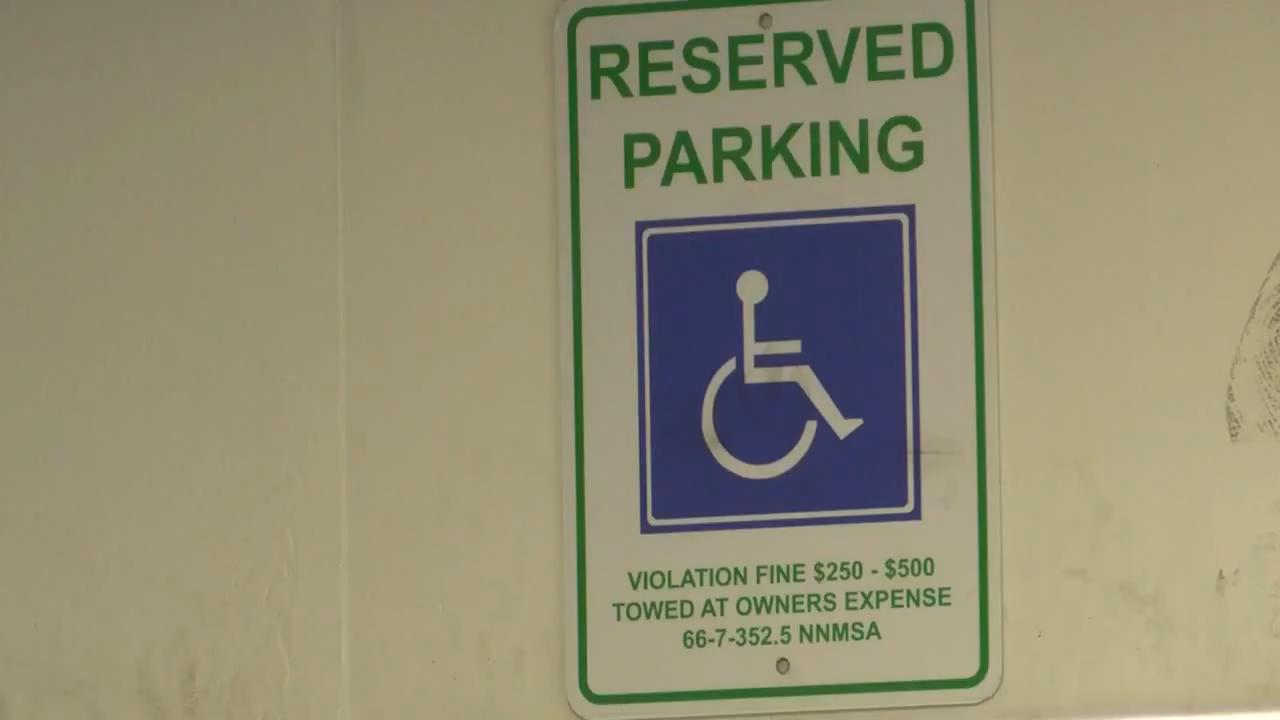 RESERVED
PARKING
VIOLATION FINE $250 - $500
TOWED AT OWNERS EXPENSE
66-7-352.5 NNMSA